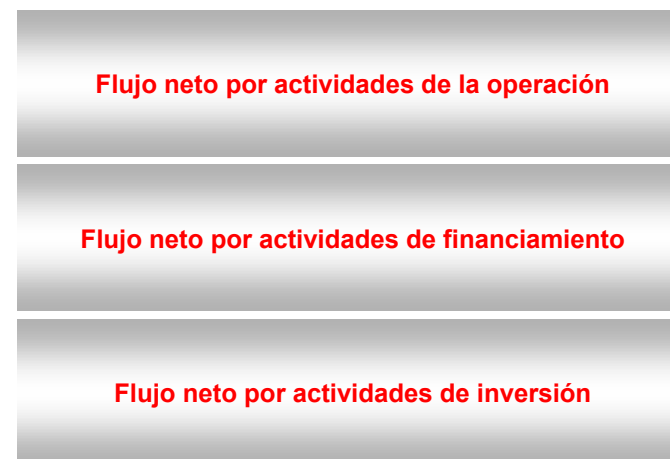 Flujo neto por actividades de la operación
Flujo neto por actividades de financiamiento
Flujo neto por actividades de inversión